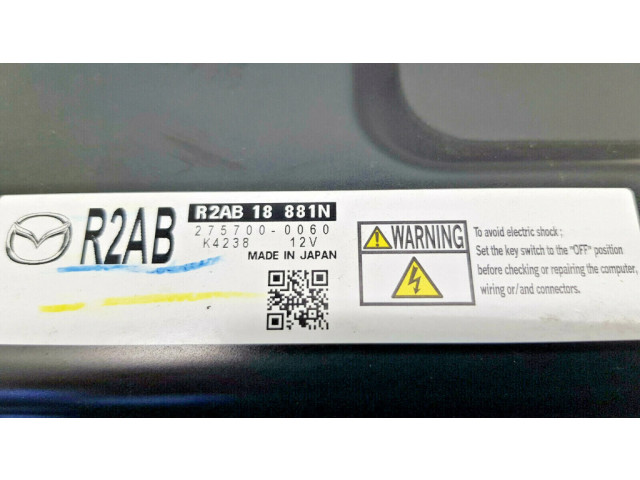 R2AB
R2AB 18 881N
275700-0060
K4238 12V
MADE IN JAPAN
WARNING
To avoid electric shock ;
Set the key switch to the "OFF" position
before checking or repairing the computer,
wiring or/and connectors.